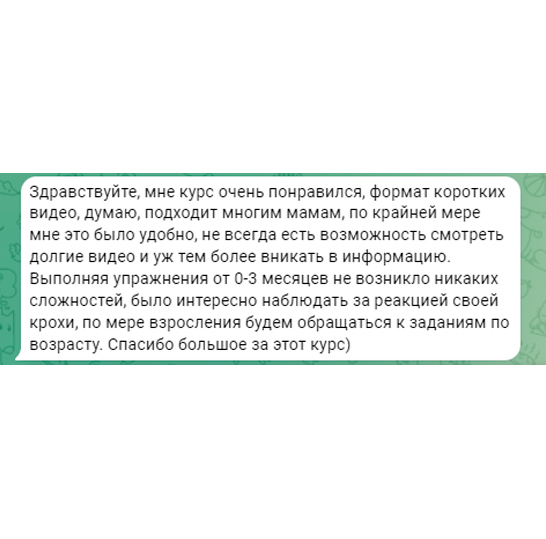 Здравствуйте, мне курс очень понравился, формат коротких
видео, думаю, подходит многим мамам, по крайней мере
мне это было удобно, не всегда есть возможность смотреть
долгие видео и уж тем более вникать в информацию.
Выполняя упражнения от 0-3 месяцев не возникло никаких
сложностей, было интересно наблюдать за реакцией своей
крохи, по мере взросления будем обращаться к заданиям по
возрасту. Спасибо большое за этот курс)